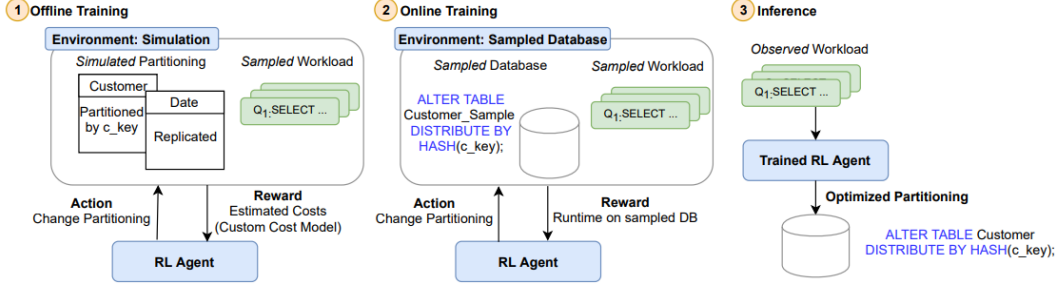 1 Offline Training
Environment: Simulation
Simulated Partitioning
Customer
Partitioned
by c_key
Date
Replicated
Sampled Workload
Q1:SELECT ...
Action
Change Partitioning
Reward
Estimated Costs
(Custom Cost Model)
RL Agent
2 Online Training
Environment: Sampled Database
Sampled Database
ALTER TABLE
Customer_Sample
DISTRIBUTE BY
HASH(c_key);
Sampled Workload
Q1:SELECT ...
Action
Change Partitioning
Reward
Runtime on sampled DB
RL Agent
3 Inference
Observed Workload
Q1:SELECT ...
Trained RL Agent
Optimized Partitioning
ALTER TABLE Customer
DISTRIBUTE BY HASH(c_key);